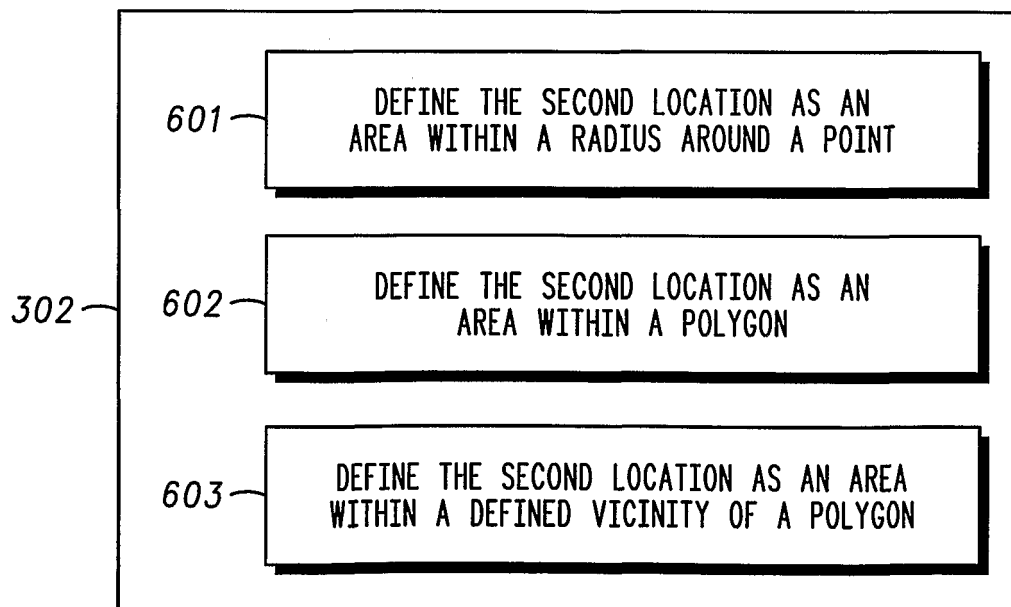 601
DEFINE THE SECOND LOCATION AS AN
AREA WITHIN A RADIUS AROUND A POINT
302
602
DEFINE THE SECOND LOCATION AS AN
AREA WITHIN A POLYGON
603
DEFINE THE SECOND LOCATION AS AN AREA
WITHIN A DEFINED VICINITY OF A POLYGON